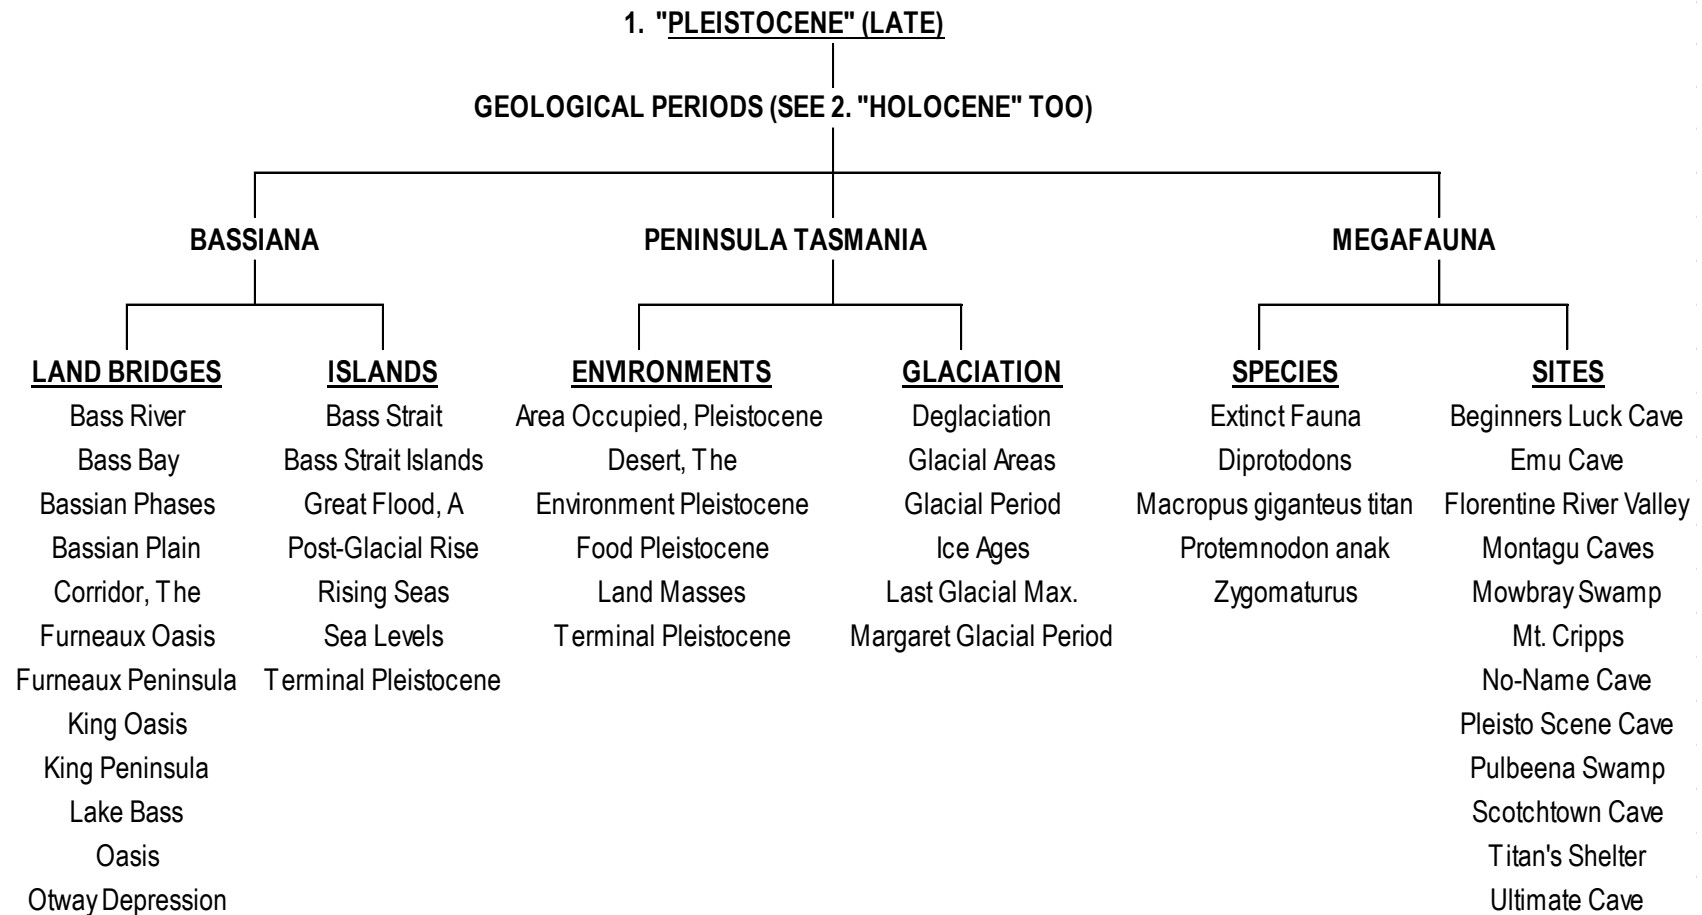 1. "PLEISTOCENE" (LATE)
GEOLOGICAL PERIODS (SEE 2. "HOLOCENE" TOO)
BASSIANA
PENINSULA TASMANIA
MEGAFAUNA
LAND BRIDGES
Bass River
Bass Bay
Bassian Phases
Bassian Plain
Corridor, The
Furneaux Oasis
Furneaux Peninsula
King Oasis
King Peninsula
Lake Bass
Oasis
Otway Depression
ISLANDS
Bass Strait
Bass Strait Islands
Great Flood, A
Post-Glacial Rise
Rising Seas
Sea Levels
Terminal Pleistocene
ENVIRONMENTS
Area Occupied, Pleistocene
Desert, The
Environment Pleistocene
Food Pleistocene
Land Masses
Terminal Pleistocene
GLACIATION
Deglaciation
Glacial Areas
Glacial Period
Ice Ages
Last Glacial Max.
Margaret Glacial Period
SPECIES
Extinct Fauna
Diprotodons
Macropus giganteus titan
Protemnodon anak
Zygomaturus
SITES
Beginners Luck Cave
Emu Cave
Florentine River Valley
Montagu Caves
Mowbray Swamp
Mt. Cripps
No-Name Cave
Pleisto Scene Cave
Pulbeena Swamp
Scotchtown Cave
Titan's Shelter
Ultimate Cave